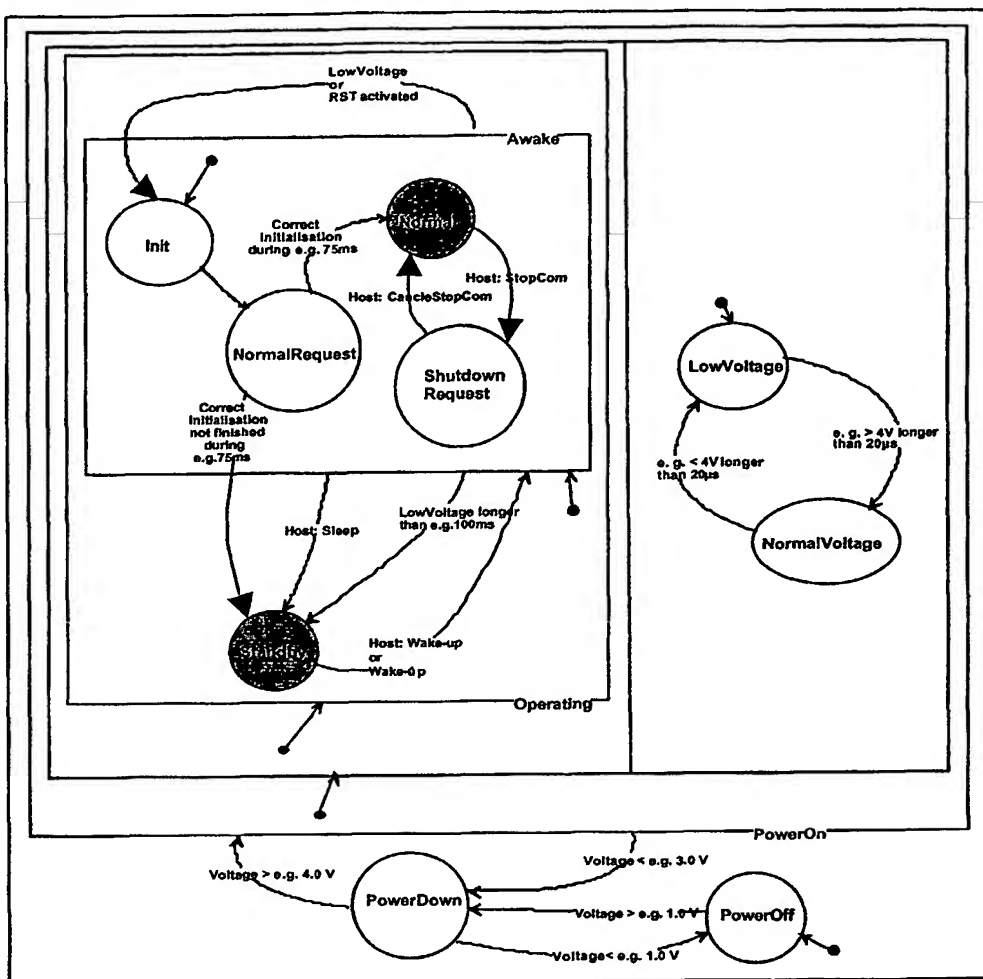 LowVoltage
or
RST activated
Awake
Init
Correct
Initialisation
during e.g. 75ms
Normal
Host: StopCom
Host: CancleStopCom
NormalRequest
Shutdown
Request
Correct
Initialisation
not finished
during
e.g.75ms
Host: Sleep
LowVoltage longer
than e.g.100ms
Standby
Host: Wake-up
or
Wake-up
Operating
LowVoltage
e. g. > 4V longer
than 20µs
e. g. < 4V longer
than 20µs
NormalVoltage
PowerOn
Voltage > e.g. 4.0 V
Voltage < e.g. 3.0 V
PowerDown
Voltage > e.g. 1.0 V
PowerOff
Voltage< e.g. 1.0 V